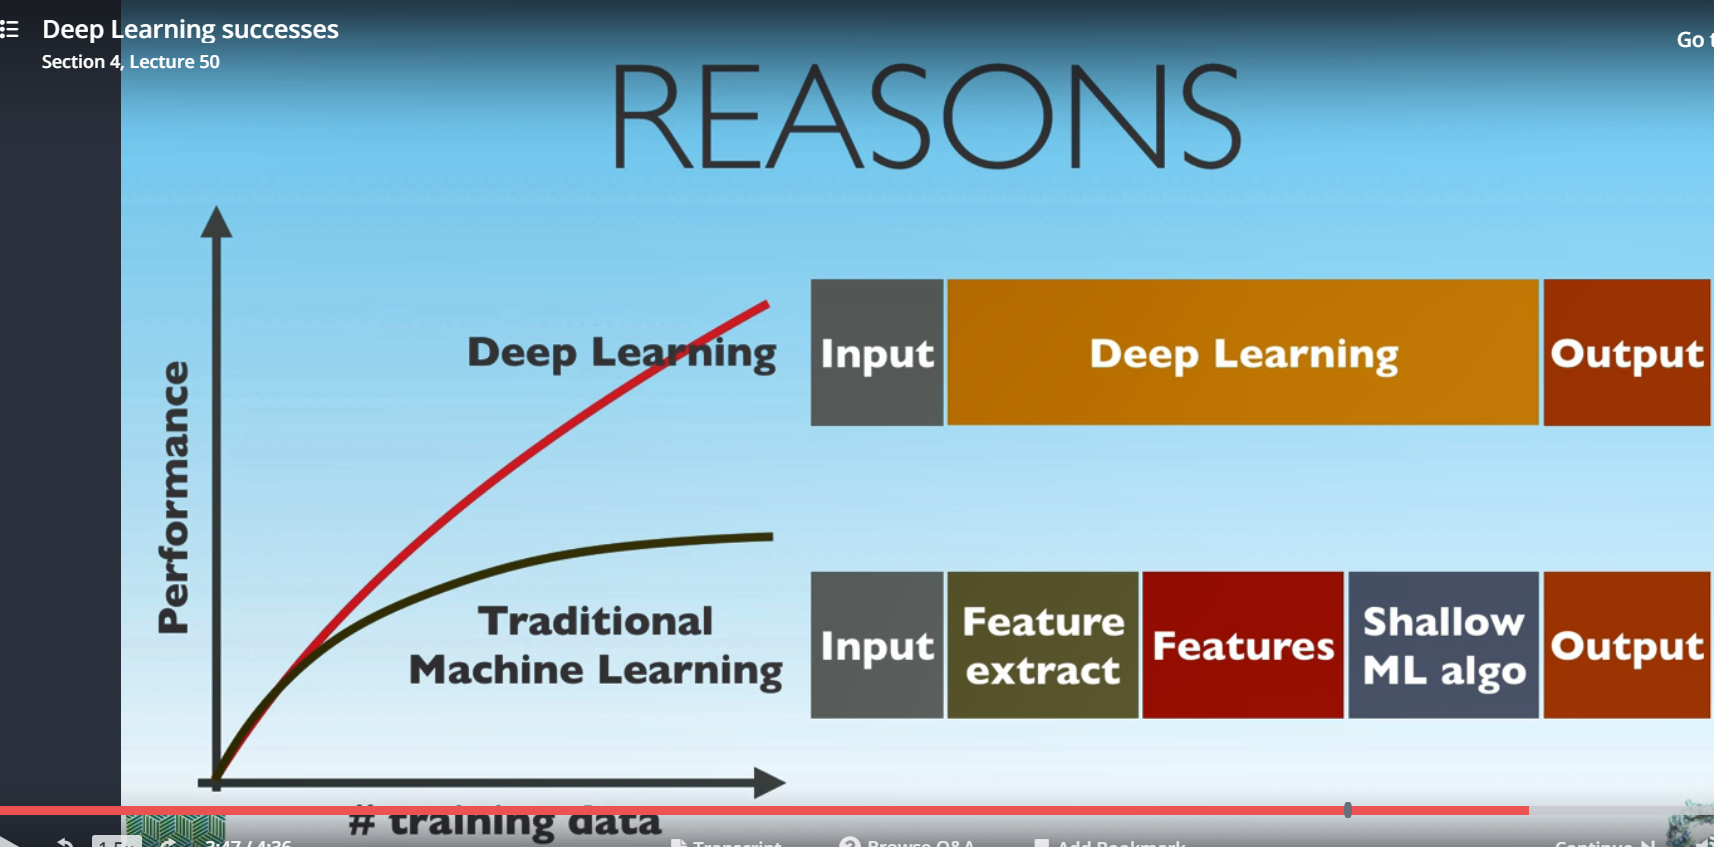 Deep Learning successes
Section 4, Lecture 50
Go t
REASONS
Performance
Deep Learning
Traditional
Machine Learning
# training data
Input
Deep Learning
Output
Input
Feature
extract
Features
Shallow
ML algo
Output
1.5x
3:47 / 4:36
Transcript
Browse Q&A
Add Bookmark
Continue